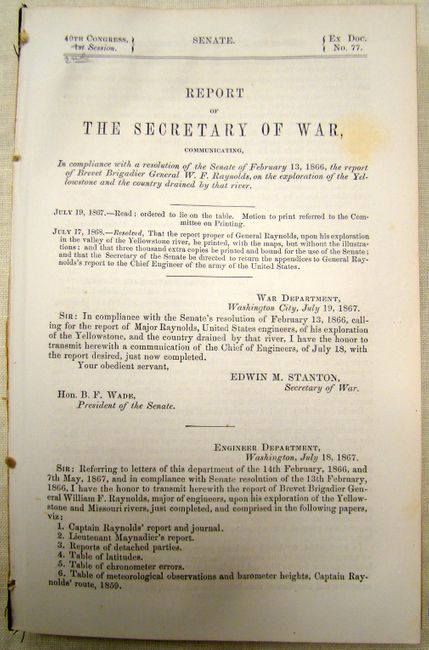 40TH CONGRESS, SENATE. EX DOC.
1st Session. No. 77.
REPORT
OF
THE SECRETARY OF WAR,
COMMUNICATING,
In compliance with a resolution of the Senate of February 13, 1866, the report
of Brevet Brigadier General W. F. Raynolds, on the exploration of the Yel-
lowstone and the country drained by that river.
JULY 19, 1867.—Read; ordered to lie on the table. Motion to print referred to the Com-
mittee on Printing.
JULY 17, 1868.—Resolved, That the report proper of General Raynolds, upon his exploration
in the valley of the Yellowstone river, be printed, with the maps, but without the illustra-
tions; and that three thousand extra copies be printed and bound for the use of the Senate;
and that the Secretary of the Senate be directed to return the appendices to General Ray-
nolds's report to the Chief Engineer of the army of the United States.
WAR DEPARTMENT,
Washington City, July 19, 1867.
SIR: In compliance with the Senate's resolution of February 13, 1866, call-
ing for the report of Major Raynolds, United States engineers, of his exploration
of the Yellowstone, and the country drained by that river, I have the honor to
transmit herewith a communication of the Chief of Engineers, of July 18, with
the report desired, just now completed.
Your obedient servant,
EDWIN M. STANTON,
Secretary of War.
Hon. B. F. WADE,
President of the Senate.
ENGINEER DEPARTMENT,
Washington, July 18, 1867.
SIR: Referring to letters of this department of the 14th February, 1866, and
7th May, 1867, and in compliance with Senate resolution of the 13th February,
1866, I have the honor to transmit herewith the report of Brevet Brigadier Gen-
eral William F. Raynolds, major of engineers, upon his exploration of the Yellow-
stone and Missouri rivers, just completed, and comprised in the following papers,
viz;
1. Captain Raynolds' report and journal.
2. Lieutenant Maynadier's report.
3. Reports of detached parties.
4. Table of latitudes.
5. Table of chronometer errors.
6. Table of meteorological observations and barometer heights, Captain Ray-
nolds' route, 1859.